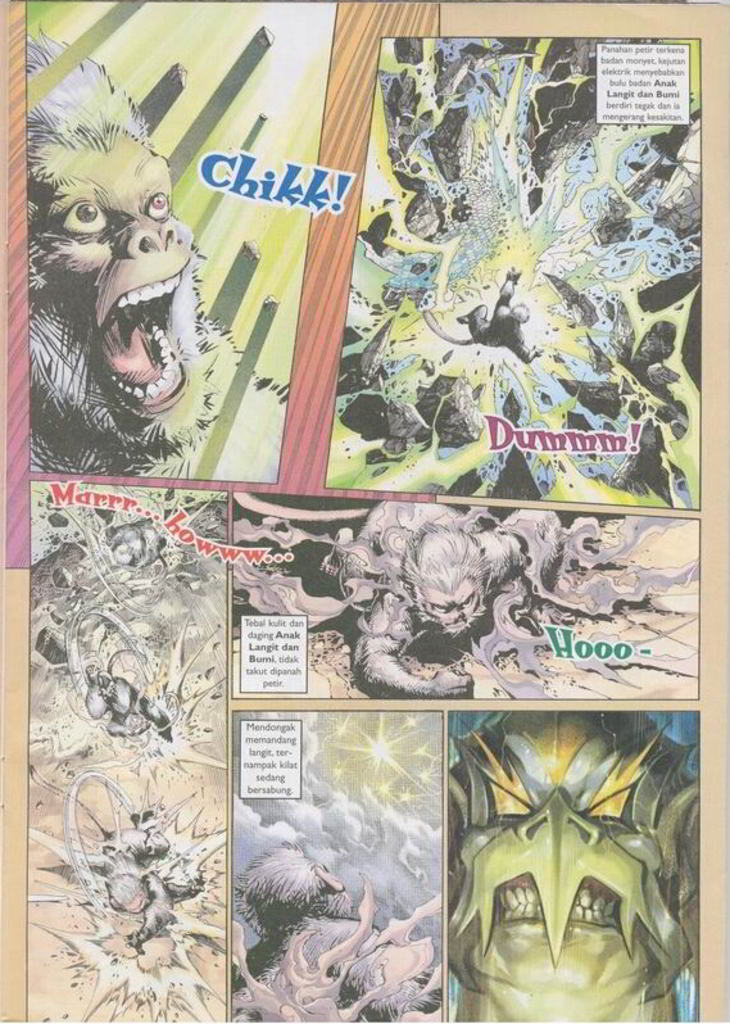 Chikk!
Panahan petir terkena
badan monyet, kejutan
elektrik menyebabkan
bulu badan Anak
Langit dan Bumi
berdiri tegak dan ia
mengerang kesakitan.
Dummm!
Marrr... howww...
Tebal kulit dan
daging Anak
Langit dan
Bumi, tidak
takut dipanah
petir.
Hooo -
Mendongak
memandang
langit, ter-
nampak kilat
sedang
bersabung.